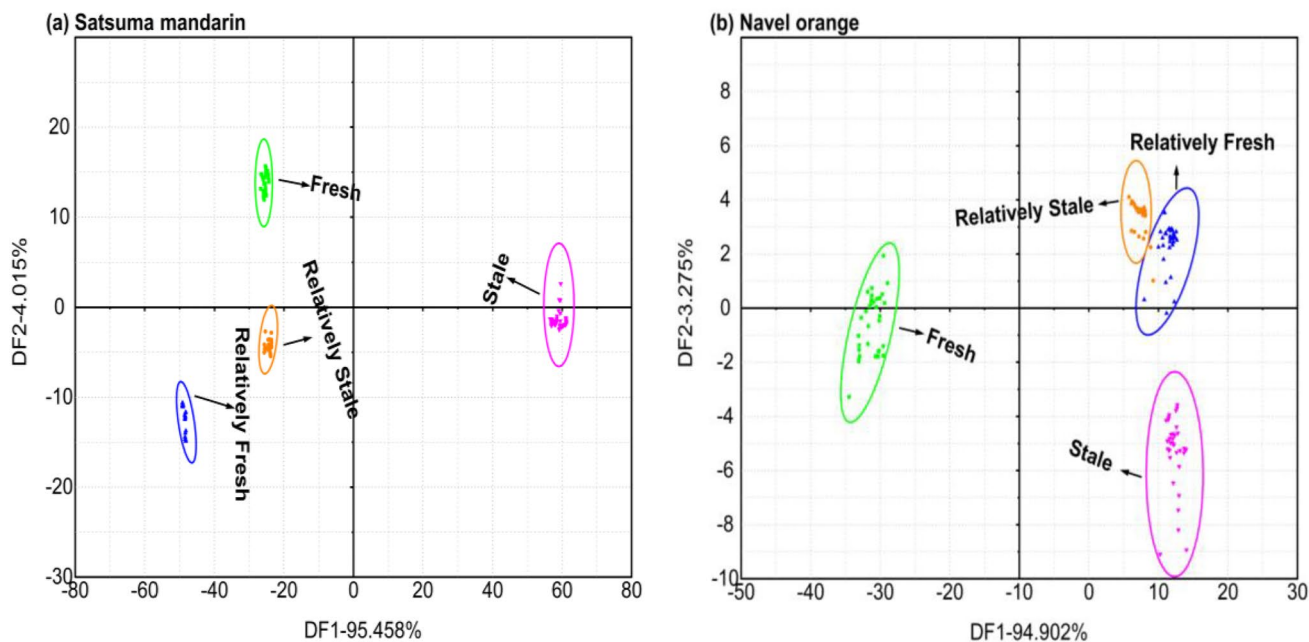 (a) Satsuma mandarin
20
10
0
-10
-20
-30
-80
-60
-40
-20
0
20
40
60
80
DF2-4.015%
DF1-95.458%
Fresh
Relatively Stale
Relatively Fresh
Stale
(b) Navel orange
8
6
4
2
0
-2
-4
-6
-8
-10
-50
-40
-30
-20
-10
0
10
20
30
DF2-3.275%
DF1-94.902%
Relatively Fresh
Relatively Stale
Fresh
Stale